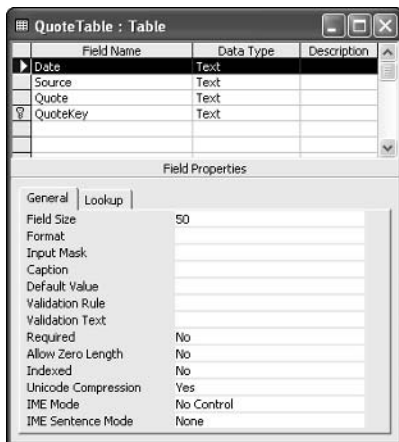 QuoteTable : Table
Field Name Data Type Description
Date Text
Source Text
Quote Text
QuoteKey Text
Field Properties
General Lookup
Field Size 50
Format
Input Mask
Caption
Default Value
Validation Rule
Validation Text
Required No
Allow Zero Length No
Indexed No
Unicode Compression Yes
IME Mode No Control
IME Sentence Mode None